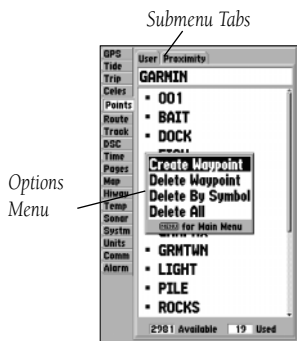 Submenu Tabs
GPS
Tide
Trip
Celes
Points
Route
Track
DSC
Time
Pages
Map
Hiway
Temp
Sonar
Systm
Units
Comm
Alarm
User Proximity
GARMIN
001
BAIT
DOCK
Create Waypoint
Delete Waypoint
Delete By Symbol
Delete All
MENU for Main Menu
GRMTWN
LIGHT
PILE
ROCKS
2981 Available 19 Used
Options
Menu